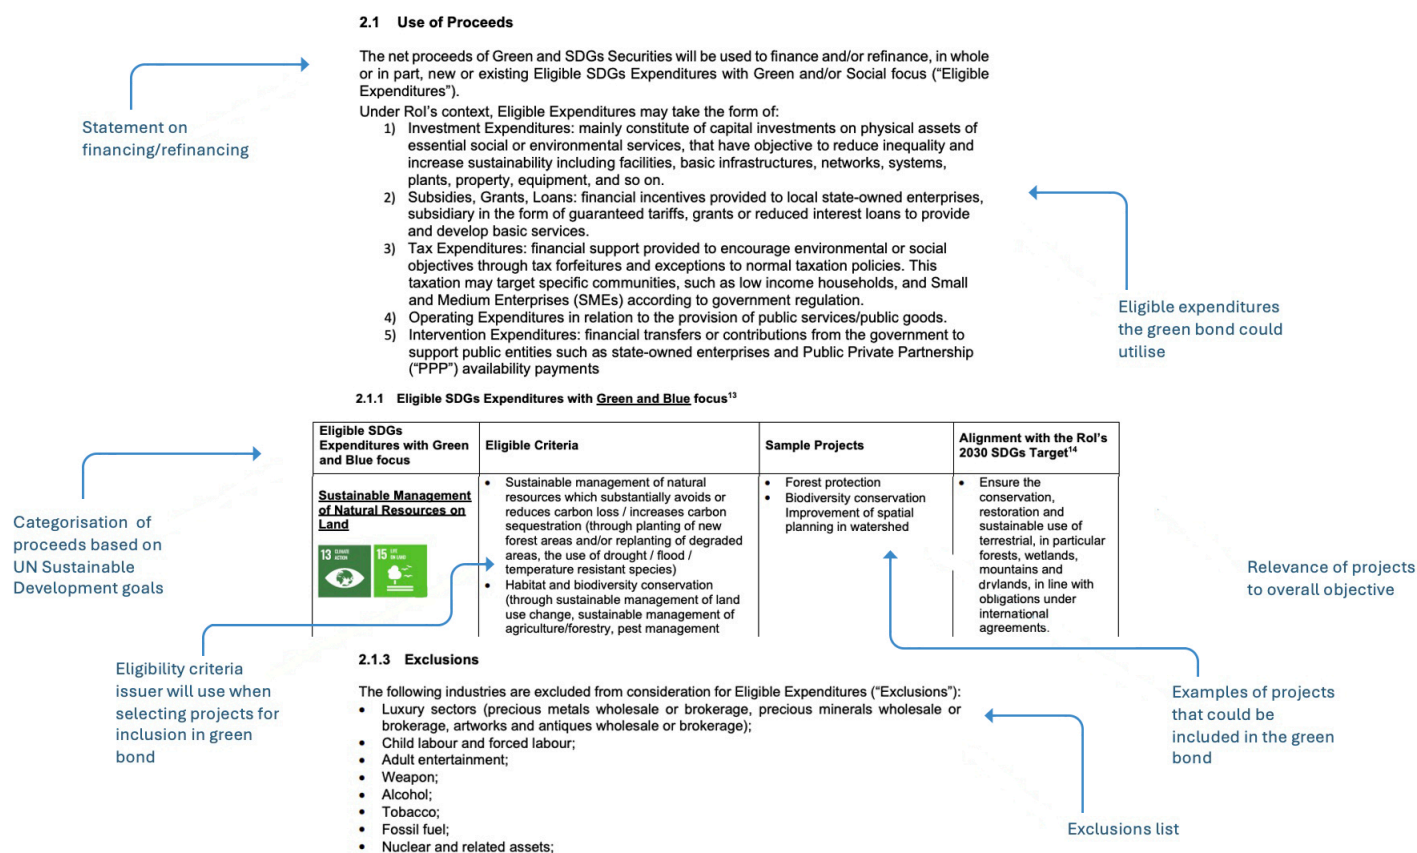 2.1 Use of Proceeds
The net proceeds of Green and SDGs Securities will be used to finance and/or refinance, in whole
or in part, new or existing Eligible SDGs Expenditures with Green and/or Social focus (“Eligible
Expenditures”).
Under RoI’s context, Eligible Expenditures may take the form of:
1) Investment Expenditures: mainly constitute of capital investments on physical assets of
essential social or environmental services, that have objective to reduce inequality and
increase sustainability including facilities, basic infrastructures, networks, systems,
plants, property, equipment, and so on.
2) Subsidies, Grants, Loans: financial incentives provided to local state-owned enterprises,
subsidiary in the form of guaranteed tariffs, grants or reduced interest loans to provide
and develop basic services.
3) Tax Expenditures: financial support provided to encourage environmental or social
objectives through tax forfeitures and exceptions to normal taxation policies. This
taxation may target specific communities, such as low income households, and Small
and Medium Enterprises (SMEs) according to government regulation.
4) Operating Expenditures in relation to the provision of public services/public goods.
5) Intervention Expenditures: financial transfers or contributions from the government to
support public entities such as state-owned enterprises and Public Private Partnership
(“PPP”) availability payments
Statement on
financing/refinancing
Eligible expenditures
the green bond could
utilise
2.1.1 Eligible SDGs Expenditures with Green and Blue focus¹³
Eligible SDGs
Expenditures with Green
and Blue focus
Eligible Criteria
Sample Projects
Alignment with the RoI’s
2030 SDGs Target¹⁴
Sustainable Management
of Natural Resources on
Land
13 CLIMATE
ACTION
15 LIFE
ON LAND
• Sustainable management of natural
resources which substantially avoids or
reduces carbon loss / increases carbon
sequestration (through planting of new
forest areas and/or replanting of degraded
areas, the use of drought / flood /
temperature resistant species)
• Habitat and biodiversity conservation
(through sustainable management of land
use change, sustainable management of
agriculture/forestry, pest management
• Forest protection
• Biodiversity conservation
Improvement of spatial
planning in watershed
• Ensure the
conservation,
restoration and
sustainable use of
terrestrial, in particular
forests, wetlands,
mountains and
drylands, in line with
obligations under
international
agreements.
Categorisation of
proceeds based on
UN Sustainable
Development goals
Relevance of projects
to overall objective
Eligibility criteria
issuer will use when
selecting projects for
inclusion in green
bond
Examples of projects
that could be
included in the green
bond
2.1.3 Exclusions
The following industries are excluded from consideration for Eligible Expenditures (“Exclusions”):
• Luxury sectors (precious metals wholesale or brokerage, precious minerals wholesale or
brokerage, artworks and antiques wholesale or brokerage);
• Child labour and forced labour;
• Adult entertainment;
• Weapon;
• Alcohol;
• Tobacco;
• Fossil fuel;
• Nuclear and related assets;
Exclusions list